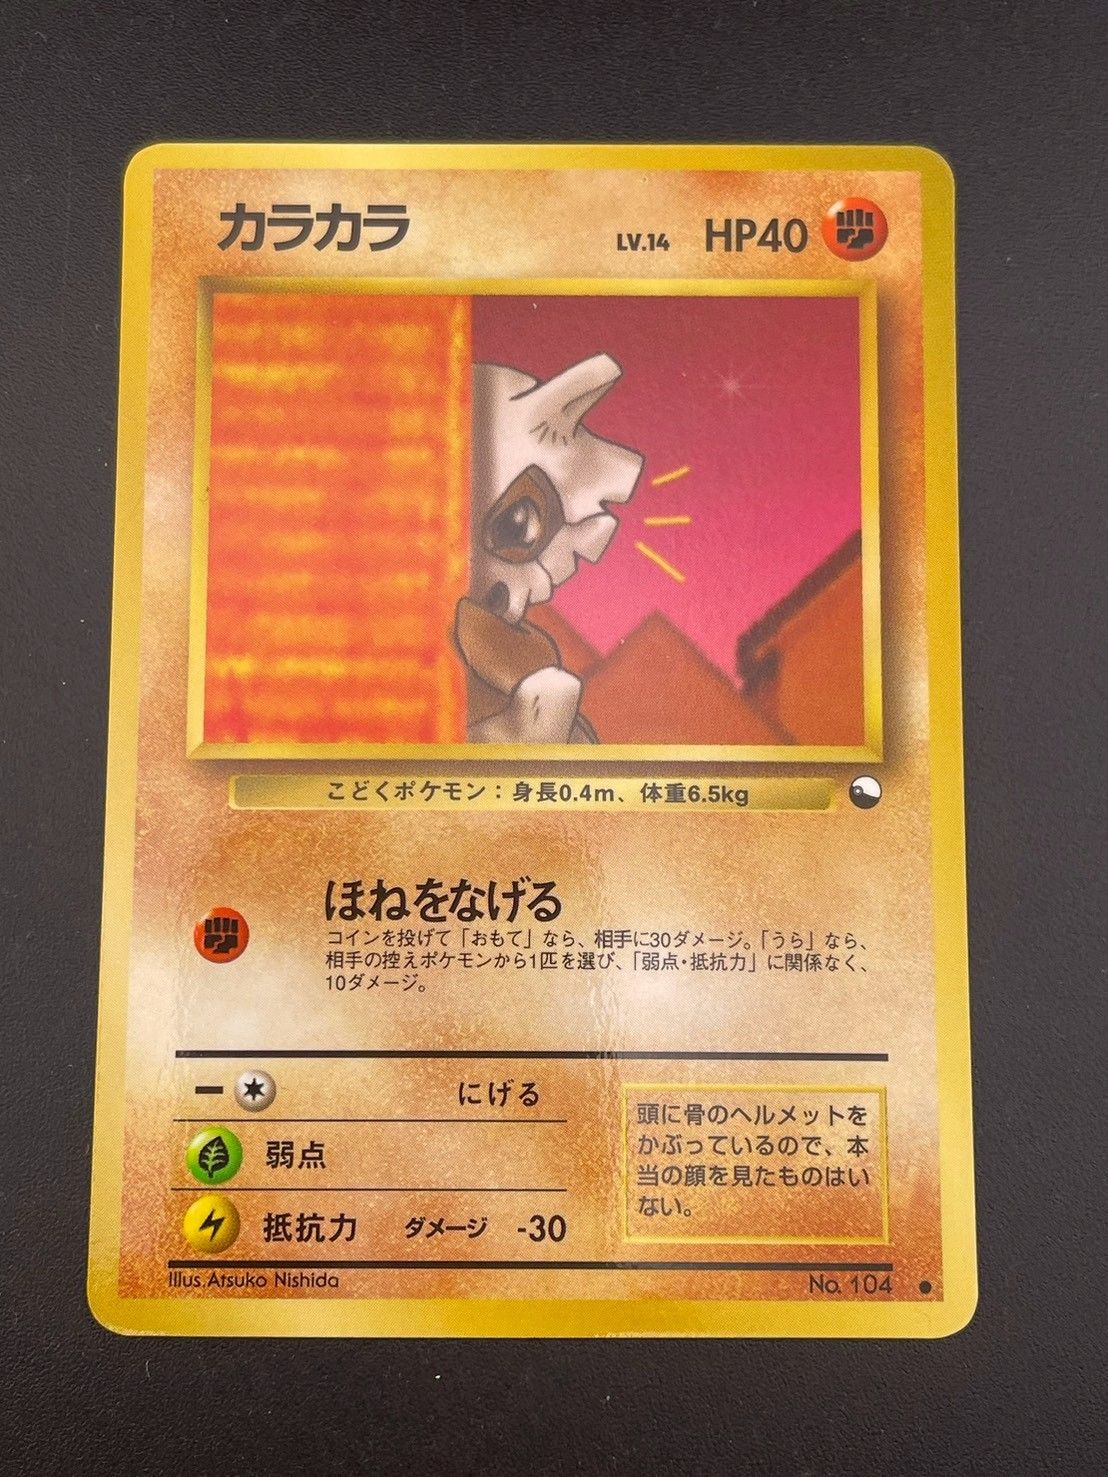 カラカラ LV.14 HP40
こどくポケモン：身長0.4m、体重6.5kg
ほねをなげる
コインを投げて「おもて」なら、相手に30ダメージ。「うら」なら、
相手の控えポケモンから1匹を選び、「弱点・抵抗力」に関係なく、
10ダメージ。
にげる
弱点
抵抗力 ダメージ -30
頭に骨のヘルメットを
かぶっているので、本
当の顔を見たものはい
ない。
Illus. Atsuko Nishida
No. 104 ●